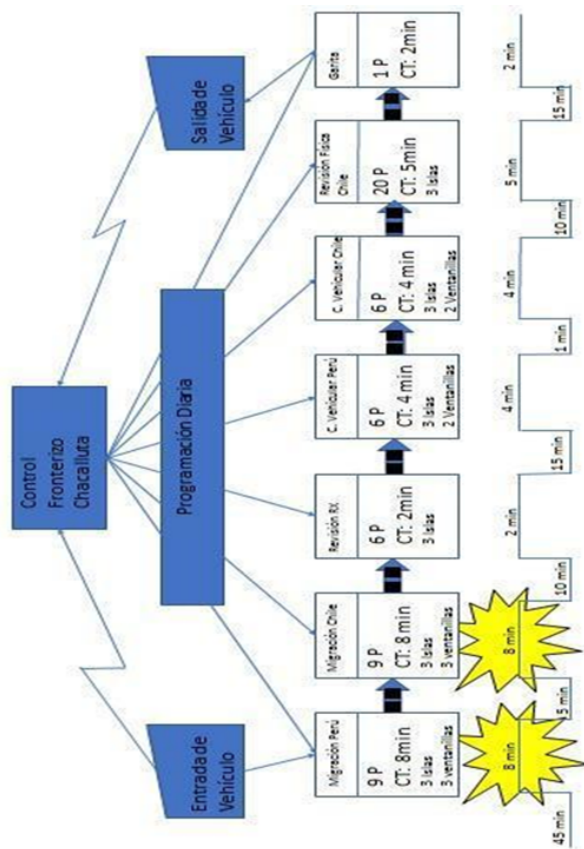 Control
Fronterizo
Chacalluta
Entrada de
Vehículo
Salida de
Vehículo
Programación Diaria
Migración Perú
9 P
CT: 8min
3 Islas
3 ventanillas
Migración Chile
9 P
CT: 8 min
3 Islas
3 ventanillas
Revisión RX
6 P
CT: 2min
3 Islas
C. Vehicular Perú
6 P
CT: 4 min
3 Islas
2 Ventanillas
C. Vehicular Chile
6 P
CT: 4 min
3 Islas
2 Ventanillas
Revisión Física
Chile
20 P
CT: 5min
3 Islas
Garita
1 P
CT: 2min
45 min
8 min
5 min
8 min
10 min
2 min
15 min
4 min
1 min
4 min
10 min
5 min
15 min
2 min